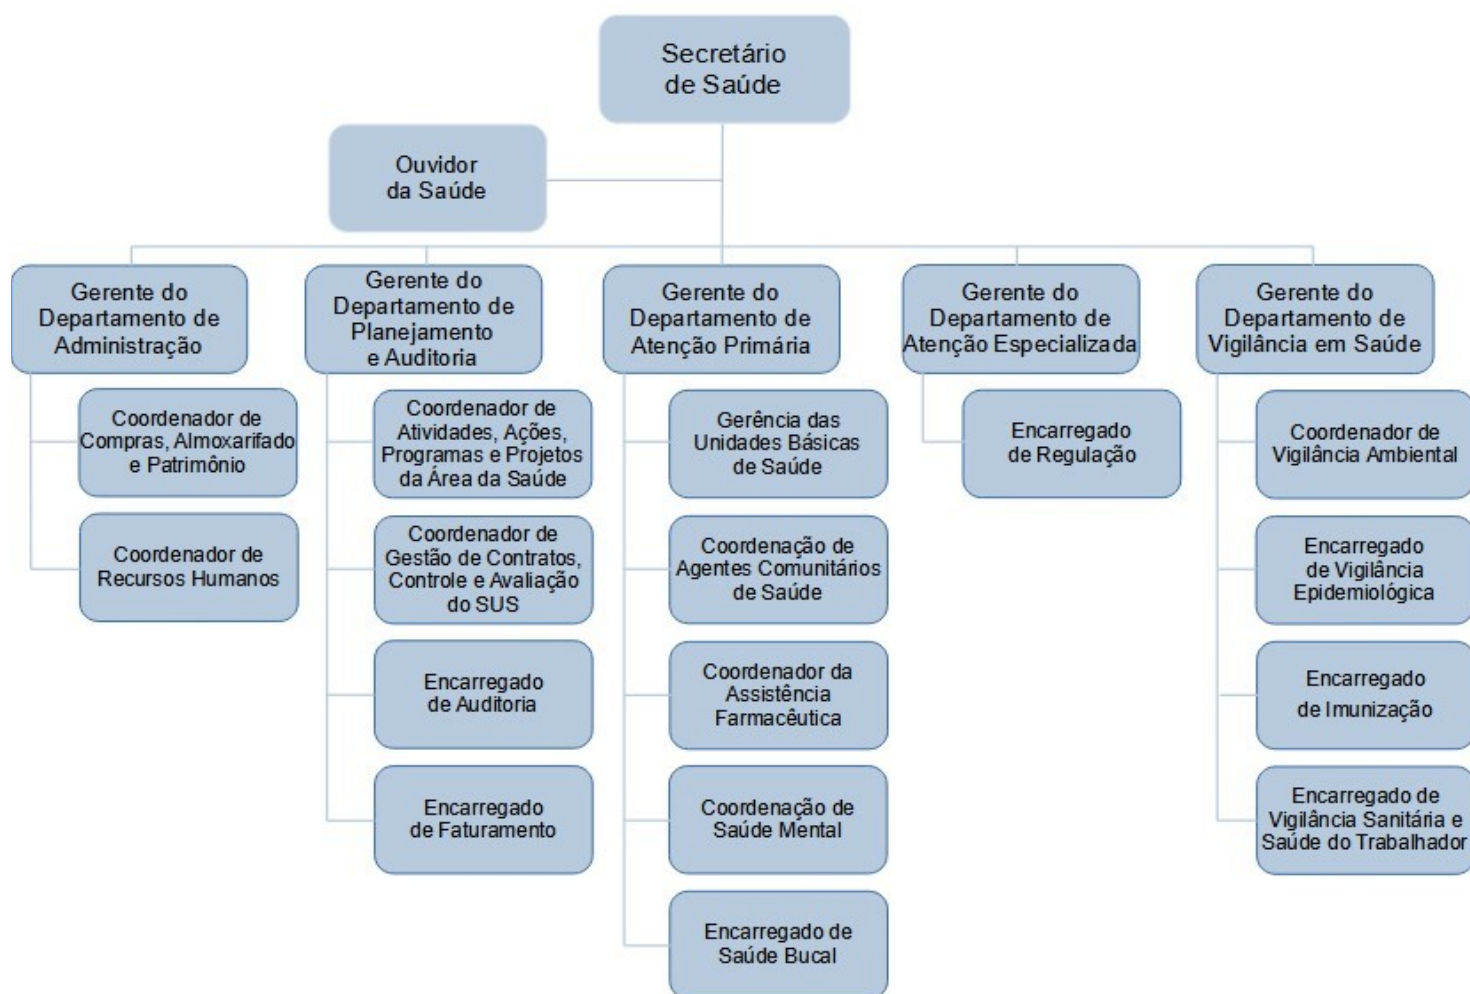 Secretário
de Saúde
Ouvidor
da Saúde
Gerente do
Departamento de
Administração
Gerente do
Departamento de
Planejamento
e Auditoria
Gerente do
Departamento de
Atenção Primária
Gerente do
Departamento de
Atenção Especializada
Gerente do
Departamento de
Vigilância em Saúde
Coordenador de
Compras, Almoxarifado
e Patrimônio
Coordenador de
Recursos Humanos
Coordenador de
Atividades, Ações,
Programas e Projetos
da Área da Saúde
Coordenador de
Gestão de Contratos,
Controle e Avaliação
do SUS
Encarregado
de Auditoria
Encarregado
de Faturamento
Gerência das
Unidades Básicas
de Saúde
Coordenação de
Agentes Comunitários
de Saúde
Coordenador da
Assistência
Farmacêutica
Coordenação de
Saúde Mental
Encarregado de
Saúde Bucal
Encarregado
de Regulação
Coordenador de
Vigilância Ambiental
Encarregado
de Vigilância
Epidemiológica
Encarregado
de Imunização
Encarregado de
Vigilância Sanitária e
Saúde do Trabalhador